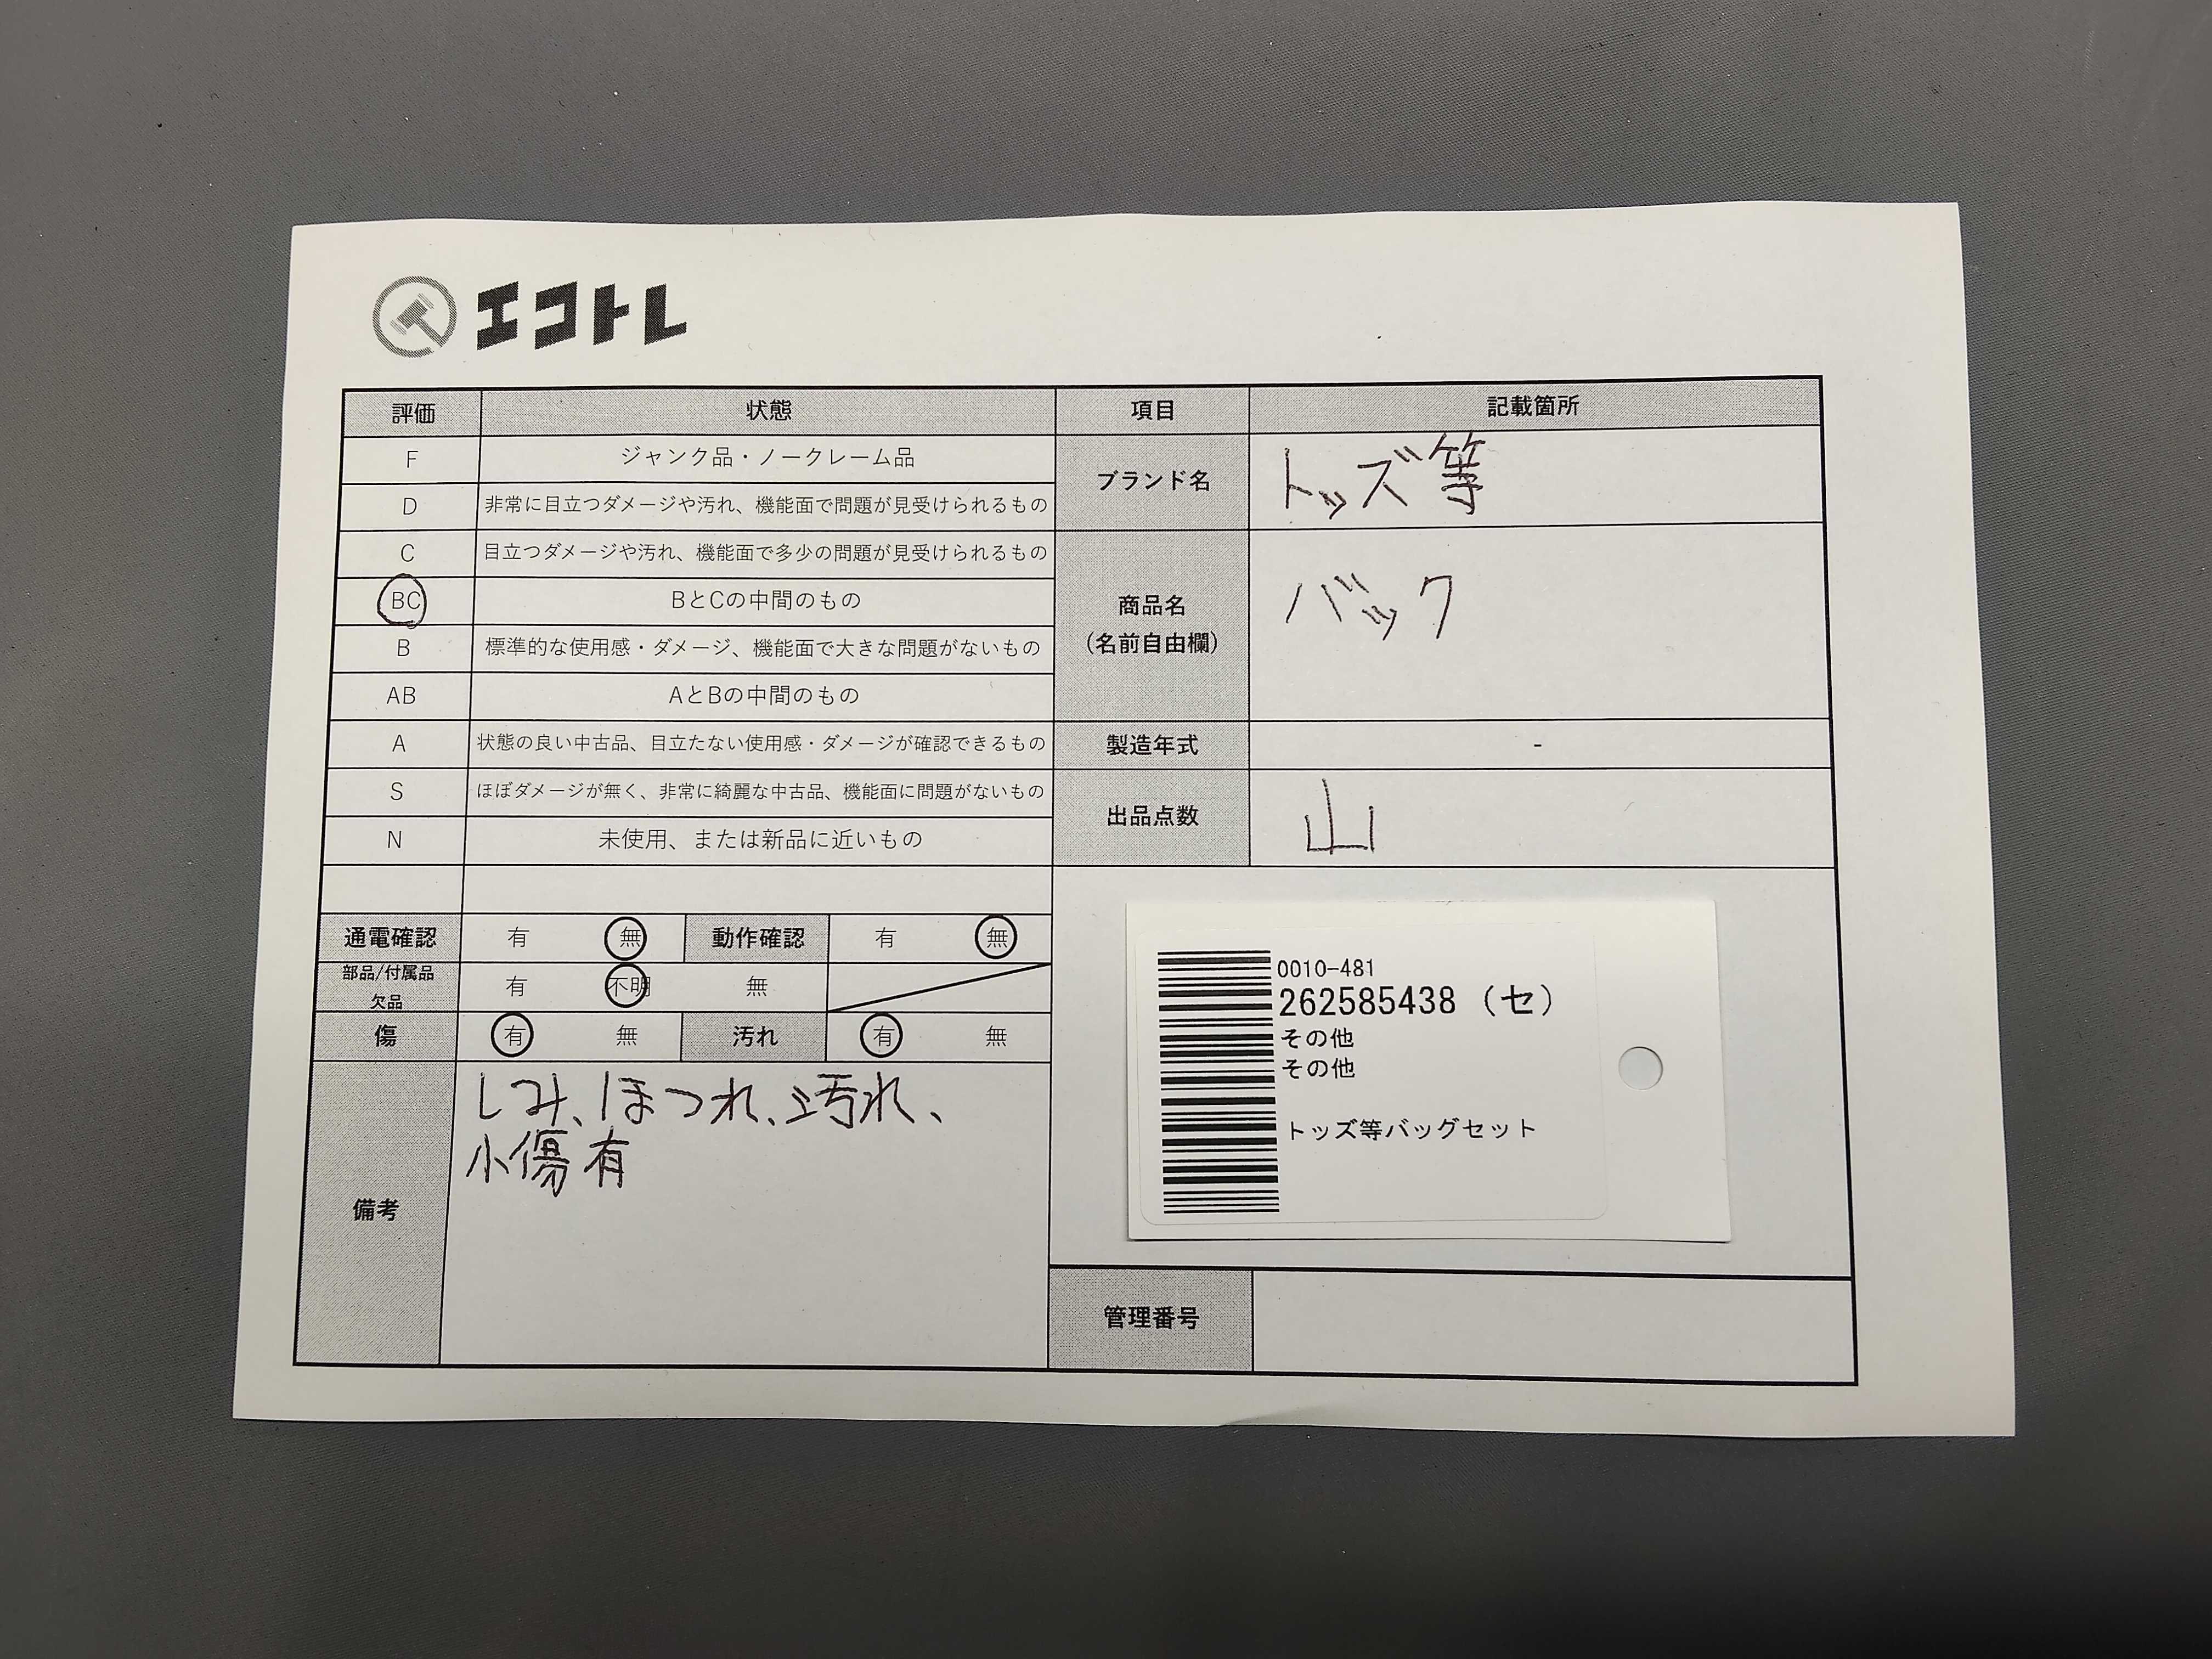 エコトレ
評価 状態 項目 記載箇所
F ジャンク品・ノークレーム品
D 非常に目立つダメージや汚れ、機能面で問題が見受けられるもの
ブランド名 トッズ等
C 目立つダメージや汚れ、機能面で多少の問題が見受けられるもの
BC BとCの中間のもの
B 標準的な使用感・ダメージ、機能面で大きな問題がないもの
AB AとBの中間のもの
商品名
(名前自由欄)
バック
A 状態の良い中古品、目立たない使用感・ダメージが確認できるもの
製造年式 -
S ほぼダメージが無く、非常に綺麗な中古品、機能面に問題がないもの
N 未使用、または新品に近いもの
出品点数 山
通電確認 有 無 動作確認 有 無
部品/付属品
欠品
有 不明 無
傷 有 無 汚れ 有 無
備考
しみ、ほつれ、汚れ、
小傷有
0010-481
262585438 (セ)
その他
その他
トッズ等バッグセット
管理番号